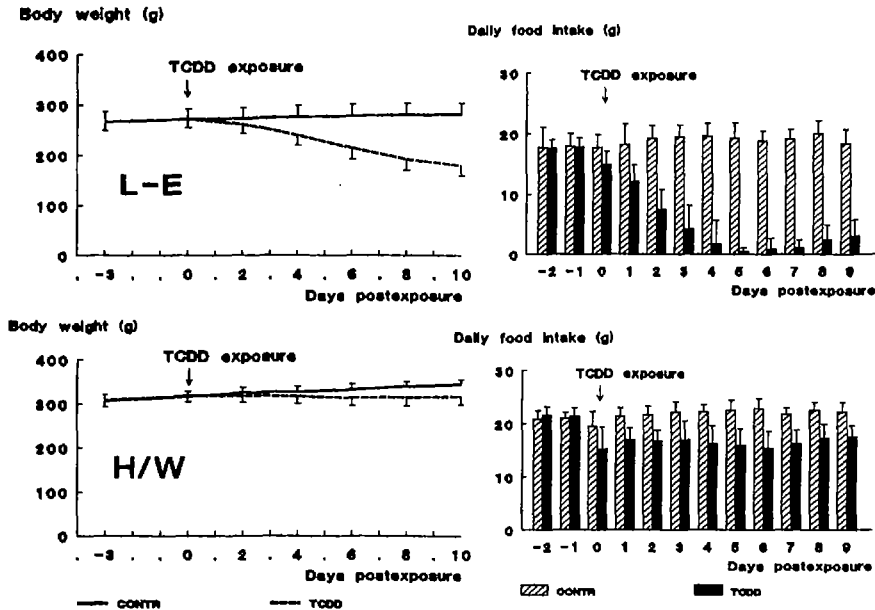 Body weight (g)
400
300
200
100
0
TCDD exposure
L-E
-3 0 2 4 6 8 10
Days postexposure
Daily food intake (g)
30
20
10
0
TCDD exposure
-2 -1 0 1 2 3 4 5 6 7 8 9
Days postexposure
Body weight (g)
400
300
200
100
0
TCDD exposure
H/W
-3 0 2 4 6 8 10
Days postexposure
CONTR TCDD
Daily food intake (g)
30
20
10
0
TCDD exposure
-2 -1 0 1 2 3 4 5 6 7 8 9
Days postexposure
CONTR TCDD